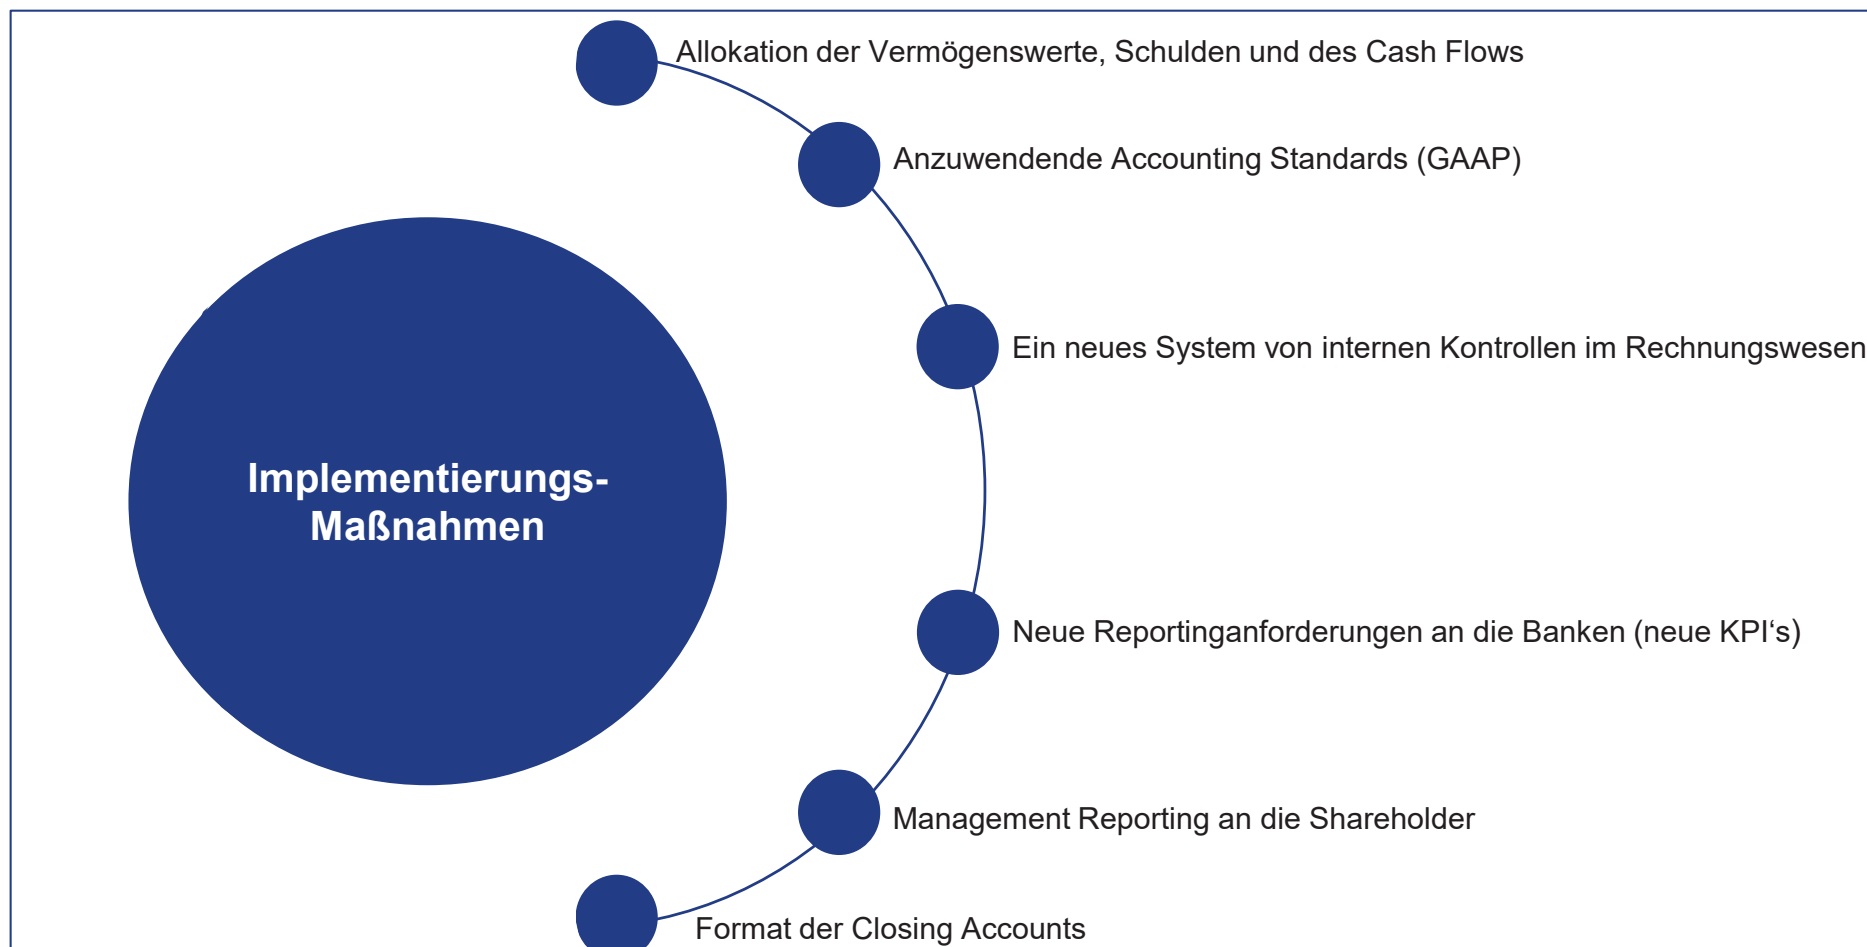 Allokation der Vermögenswerte, Schulden und des Cash Flows
Anzuwendende Accounting Standards (GAAP)
Ein neues System von internen Kontrollen im Rechnungswesen
Implementierungs-
Maßnahmen
Neue Reportinganforderungen an die Banken (neue KPI‘s)
Management Reporting an die Shareholder
Format der Closing Accounts